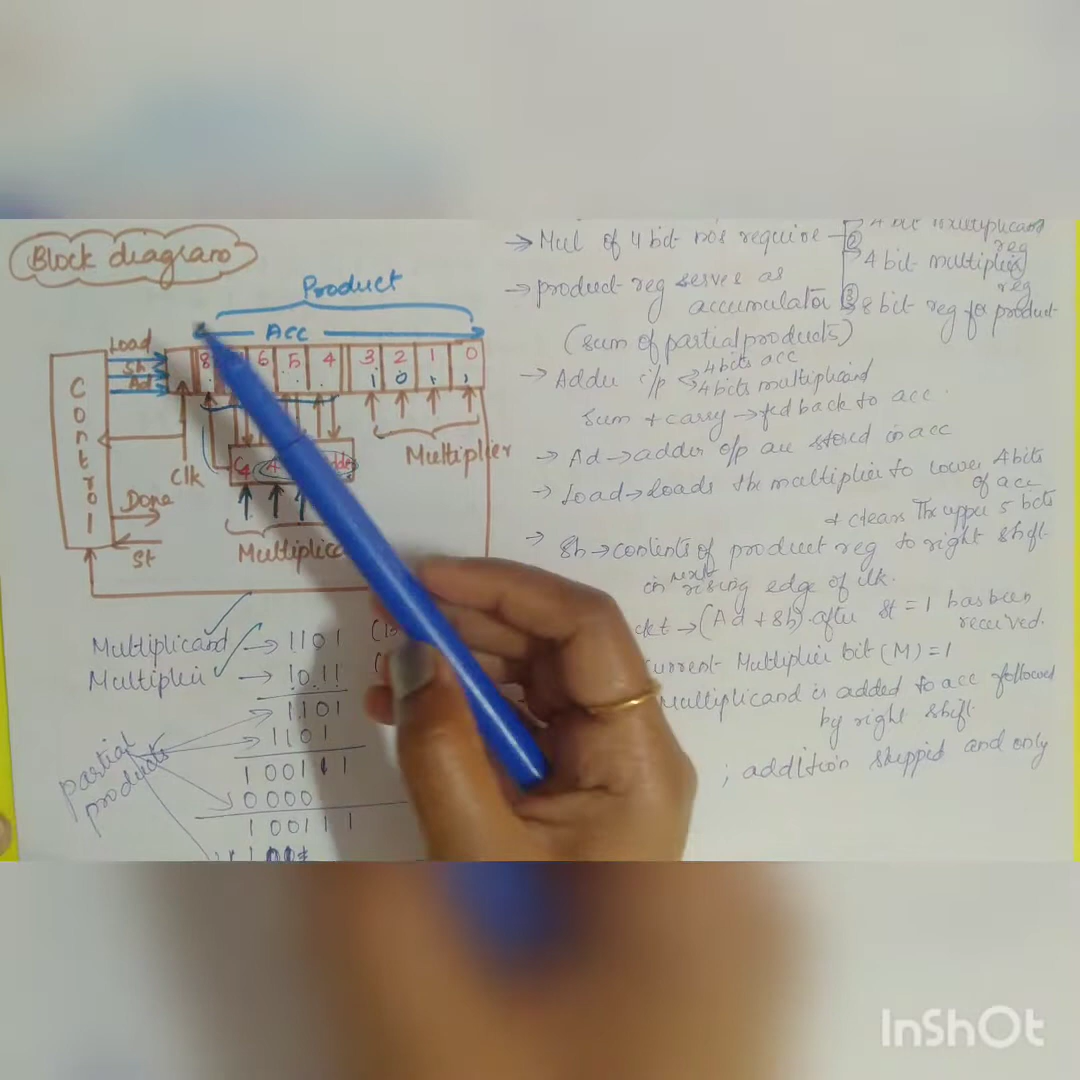 Block diagram
Product
Acc
Load
Sh
Ad
8 6 5 4 3 2 1 0
1 0 1 1
Control
C4
Multiplier
Clk
Done
St
Multiplic
Multiplicand → 1101
Multiplier → 1011
1101
1101
partial products
100111
0000
100111
4 bit multiplicand reg
→ Mul of 4 bit nos require
4 bit multiplier reg
→ product reg serves as accumulator
8 bit reg for product
(sum of partial products)
→ Adder i/p
4 bits acc
4 bits multiplicand
Sum + carry → fed back to acc.
→ Ad → adder o/p are stored in acc
→ Load → loads the multiplier to lower 4 bits of acc
+ clears the upper 5 bits
→ Sh → contents of product reg to right shift
in next rising edge of clk.
ckt → (Ad + Sh) after St = 1 has been received.
current Multiplier bit (M) = 1
Multiplicand is added to acc followed
by right shift.
; addition skipped and only
InShOt